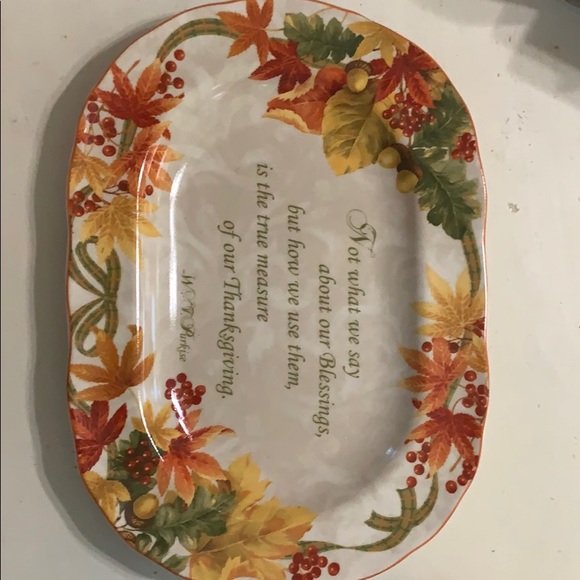 Not what we say
about our Blessings,
but how we use them,
is the true measure
of our Thanksgiving.
W.T. Purkiser